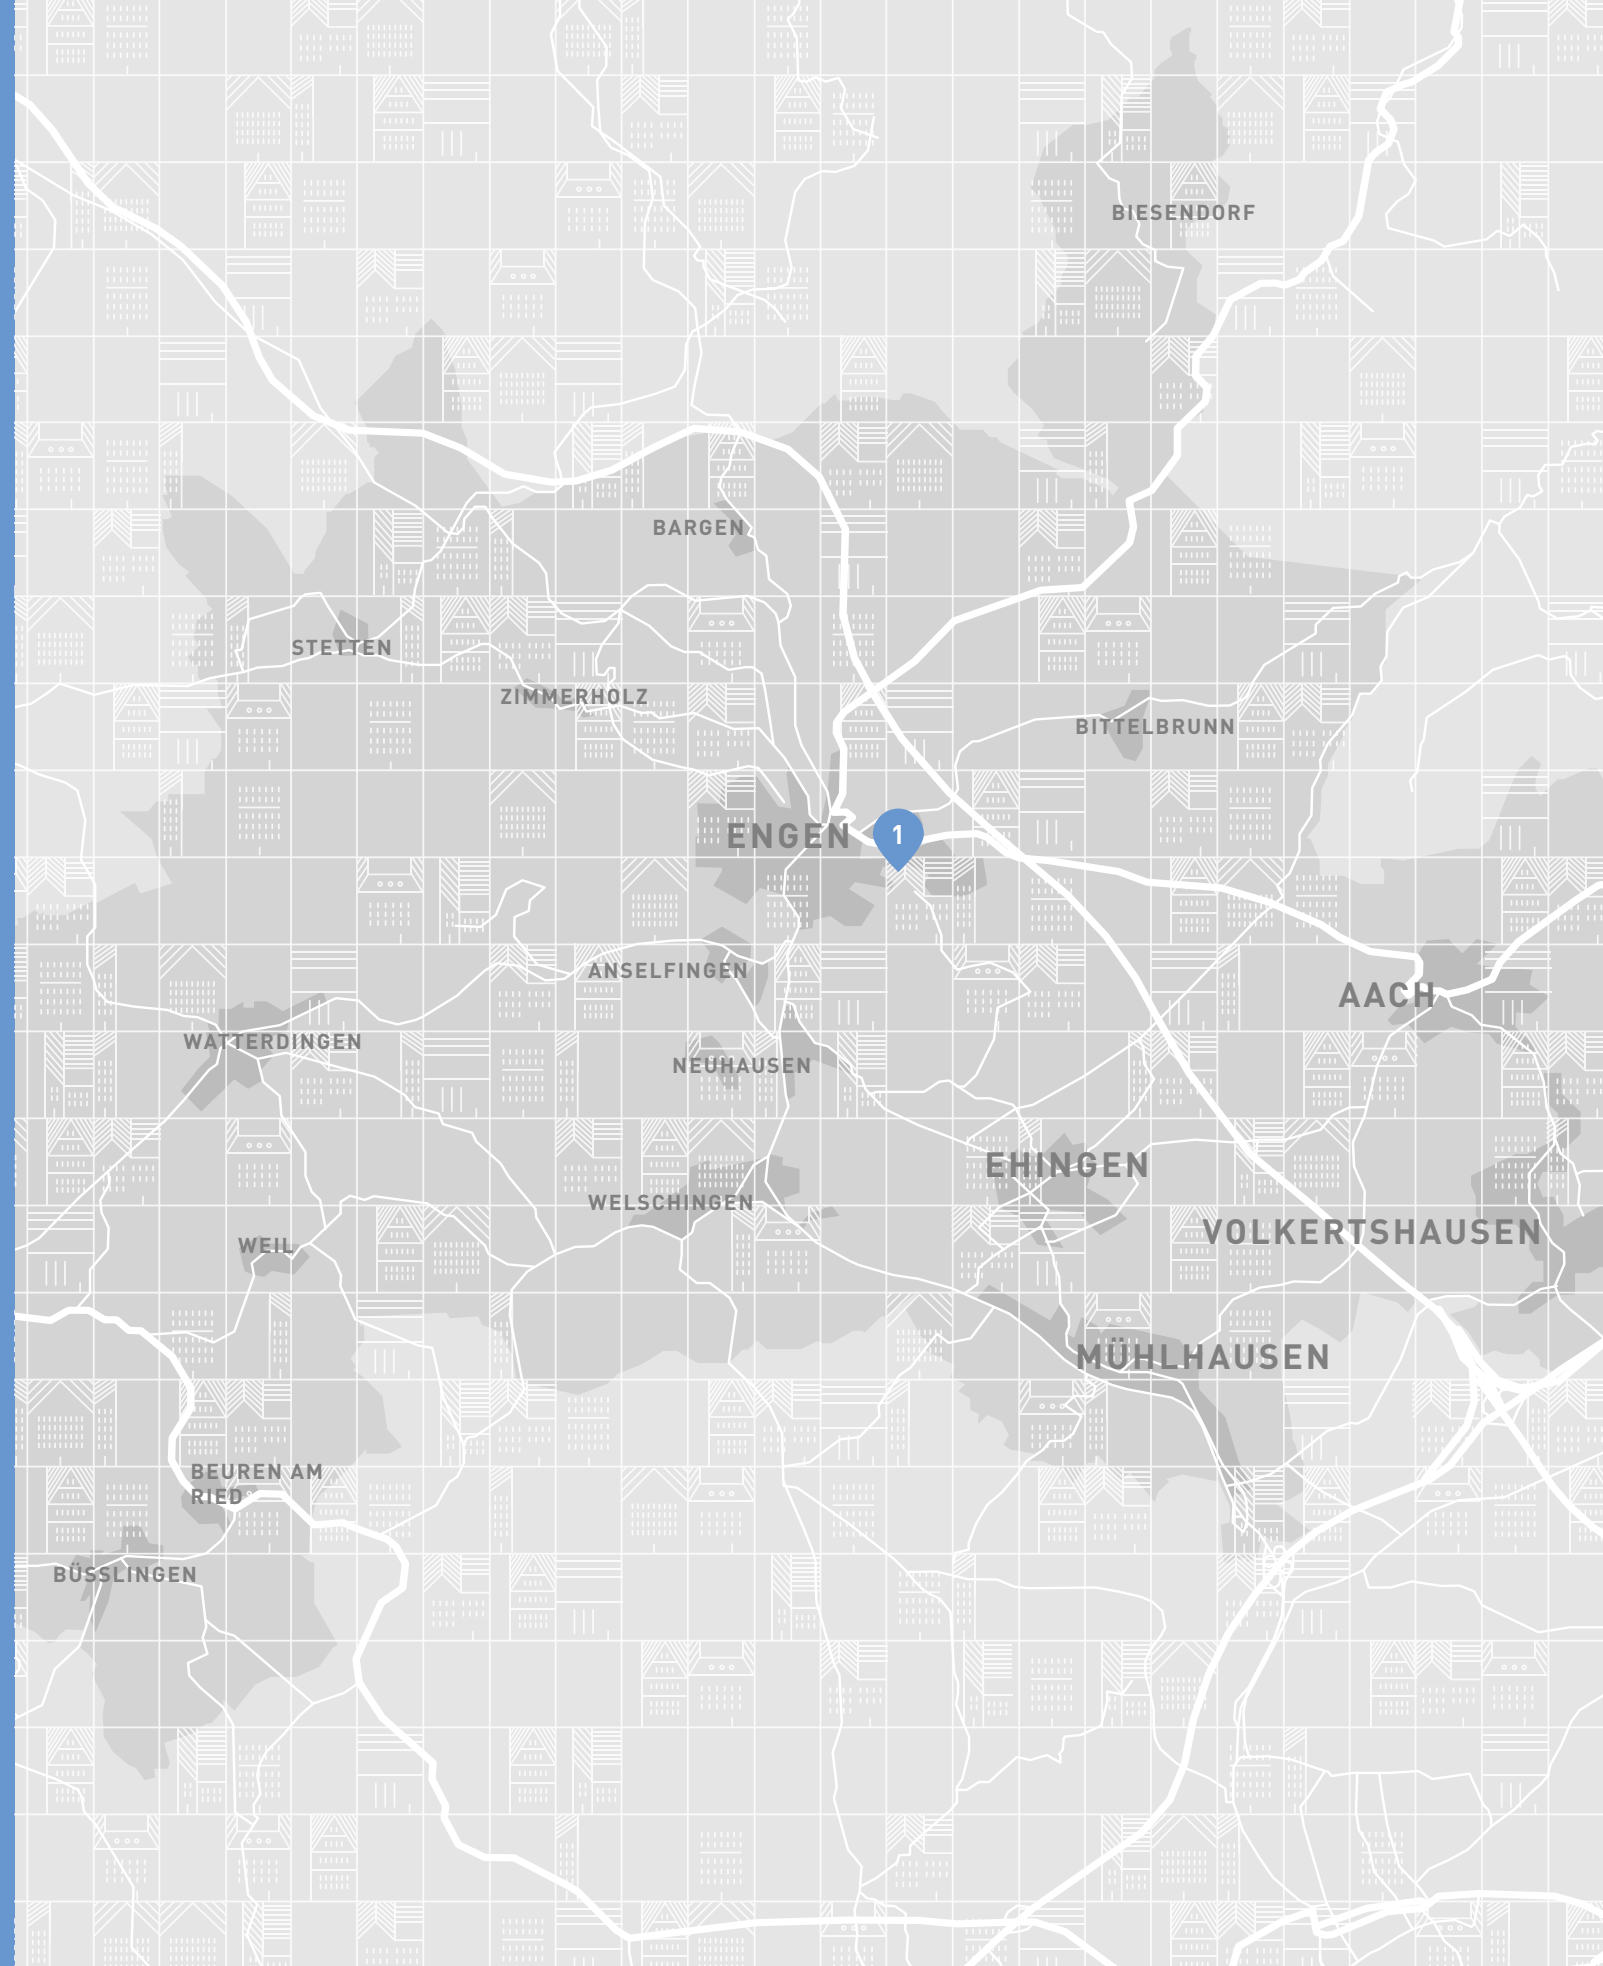 BIESENDORF
BARGEN
STETTEN
ZIMMERHOLZ
BITTELBRUNN
ENGEN
1
ANSELFINGEN
AACH
WATTERDINGEN
NEUHAUSEN
EHINGEN
WELSCHINGEN
VOLKERTSHAUSEN
WEIL
MÜHLHAUSEN
BEUREN AM
RIED
BÜSSLINGEN